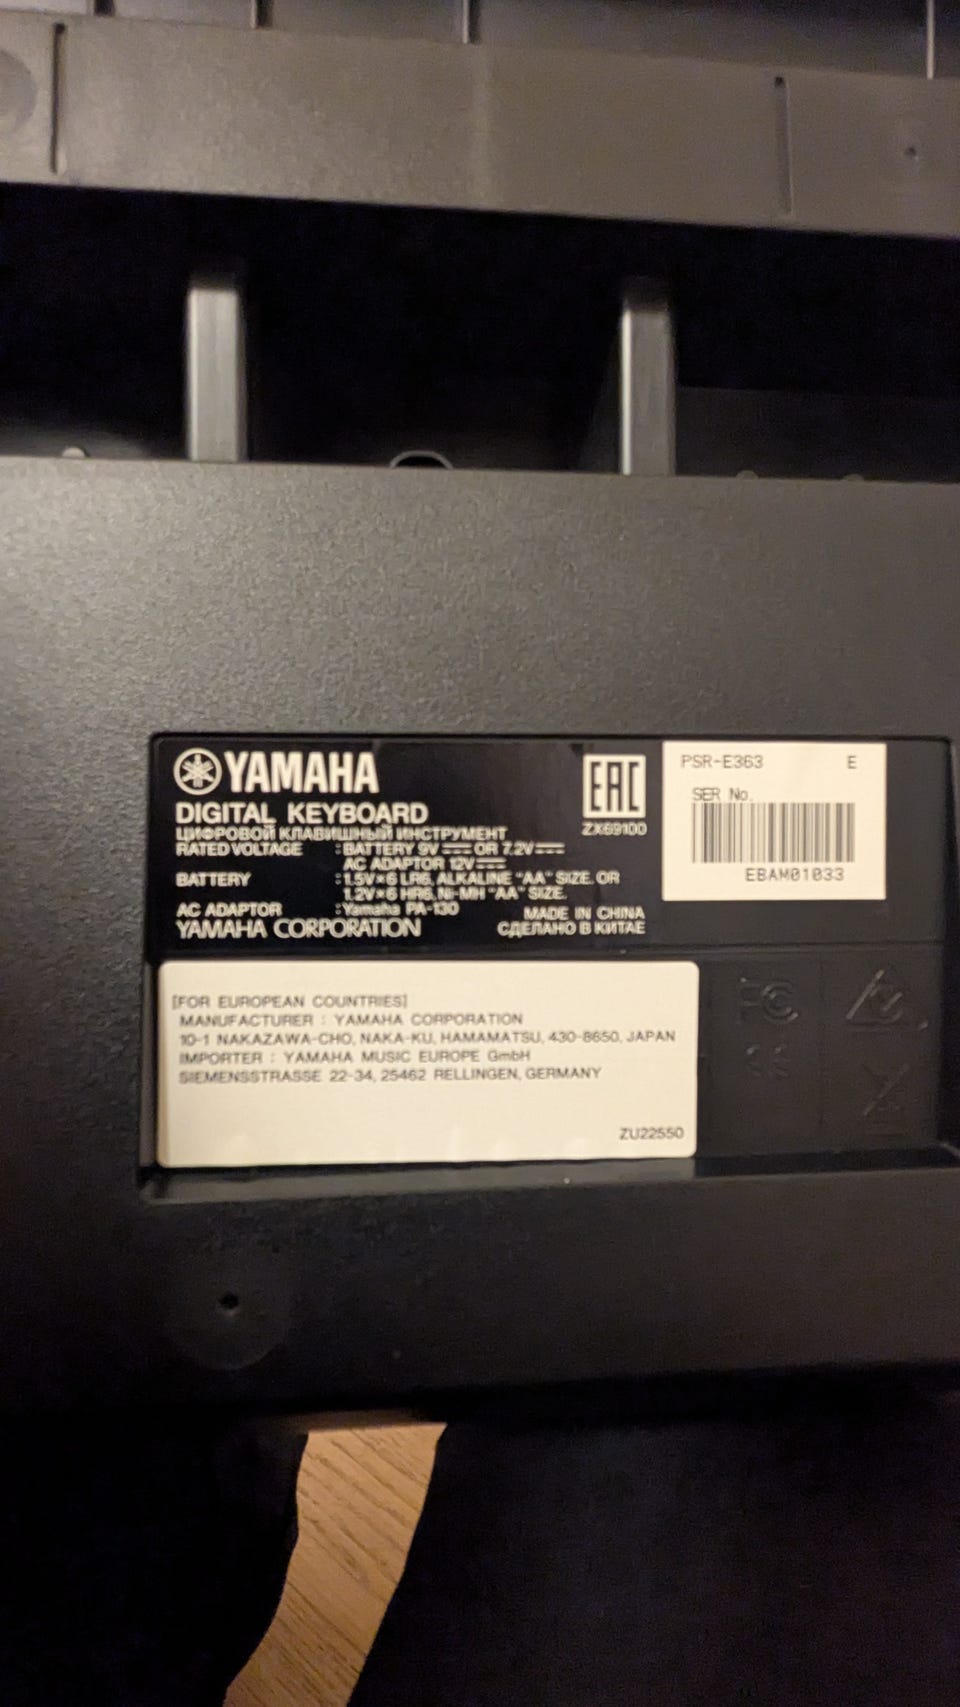 YAMAHA
DIGITAL KEYBOARD
ЦИФРОВОЙ КЛАВИШНЫЙ ИНСТРУМЕНТ
RATED VOLTAGE : BATTERY 9V ⎓ OR 7.2V ⎓
AC ADAPTOR 12V ⎓
BATTERY : 1.5V×6 LR6, ALKALINE "AA" SIZE. OR
1.2V×6 HR6, Ni-MH "AA" SIZE.
AC ADAPTOR : Yamaha PA-130
YAMAHA CORPORATION
MADE IN CHINA
СДЕЛАНО В КИТАЕ
EAC
ZX69100
PSR-E363 E
SER No.
EBAM01033
[FOR EUROPEAN COUNTRIES]
MANUFACTURER : YAMAHA CORPORATION
10-1 NAKAZAWA-CHO, NAKA-KU, HAMAMATSU, 430-8650, JAPAN
IMPORTER : YAMAHA MUSIC EUROPE GmbH
SIEMENSSTRASSE 22-34, 25462 RELLINGEN, GERMANY
ZU22550
FC